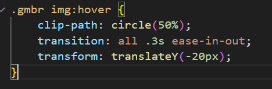 .gmbr img:hover {
    clip-path: circle(50%);
    transition: all .3s ease-in-out;
    transform: translateY(-20px);
}